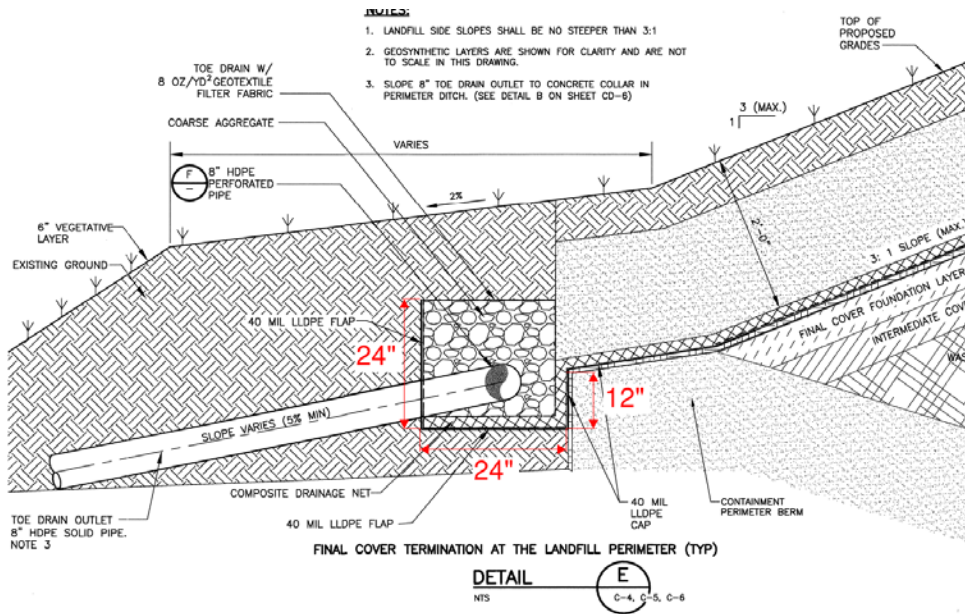 NOTES:
1. LANDFILL SIDE SLOPES SHALL BE NO STEEPER THAN 3:1
2. GEOSYNTHETIC LAYERS ARE SHOWN FOR CLARITY AND ARE NOT
TO SCALE IN THIS DRAWING.
3. SLOPE 8" TOE DRAIN OUTLET TO CONCRETE COLLAR IN
PERIMETER DITCH. (SEE DETAIL B ON SHEET CD-6)
TOP OF
PROPOSED
GRADES
TOE DRAIN W/
8 OZ/YD² GEOTEXTILE
FILTER FABRIC
COARSE AGGREGATE
3 (MAX.)
1
VARIES
F
-
8" HDPE
PERFORATED
PIPE
2%
6" VEGETATIVE
LAYER
EXISTING GROUND
2'-0"
3: 1 SLOPE (MAX.)
FINAL COVER FOUNDATION LAYER
INTERMEDIATE COV
WAS
40 MIL LLDPE FLAP
24"
12"
SLOPE VARIES (5% MIN)
24"
COMPOSITE DRAINAGE NET
TOE DRAIN OUTLET
8" HDPE SOLID PIPE.
NOTE 3
40 MIL LLDPE FLAP
40 MIL
LLDPE
CAP
CONTAINMENT
PERIMETER BERM
FINAL COVER TERMINATION AT THE LANDFILL PERIMETER (TYP)
DETAIL
NTS
E
C-4, C-5, C-6